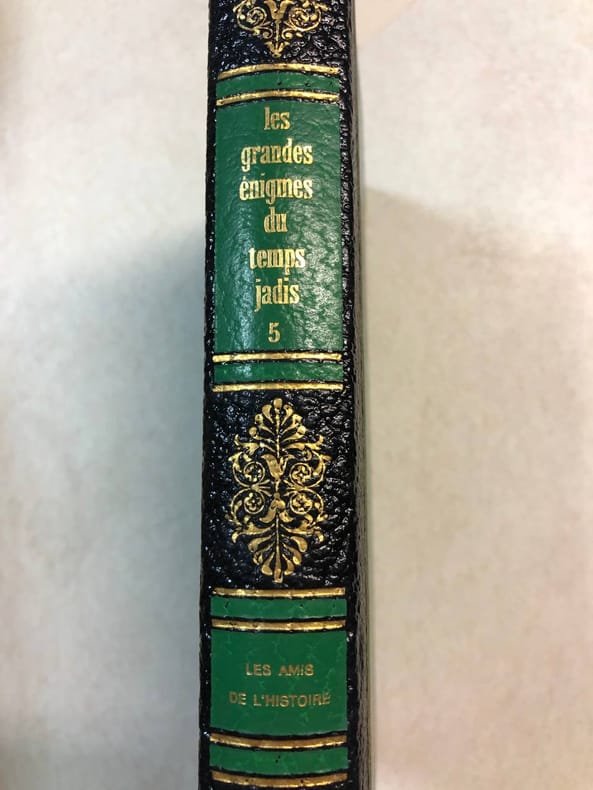 les
grandes
énigmes
du
temps
jadis
5
LES AMIS
DE L'HISTOIRE